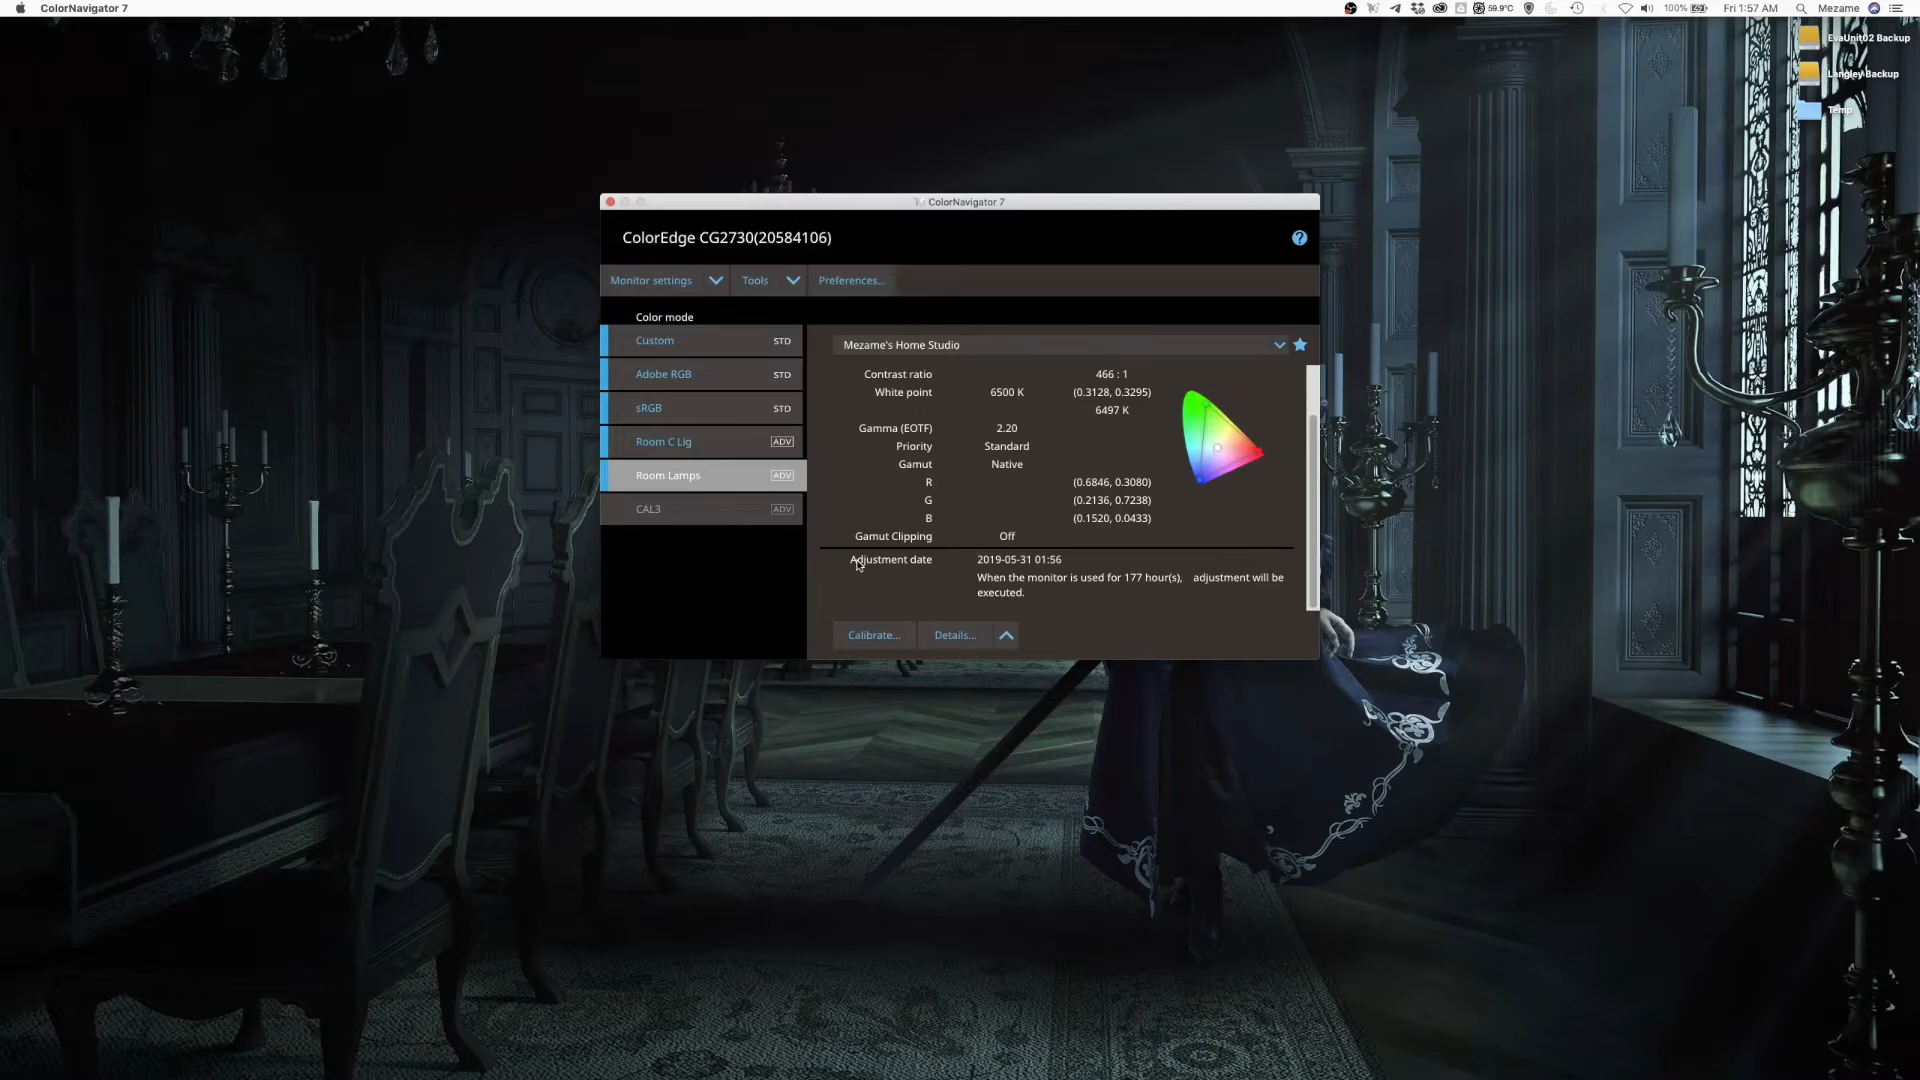 ColorNavigator 7
59.9°C
100%
Fri 1:57 AM
Mezame
EvaUnit02 Backup
Langley Backup
Temp
ColorNavigator 7
ColorEdge CG2730(20584106)
?
Monitor settings
Tools
Preferences...
Color mode
Custom STD
Adobe RGB STD
sRGB STD
Room C Lig ADV
Room Lamps ADV
CAL3 ADV
Mezame's Home Studio
Contrast ratio 466 : 1
White point 6500 K (0.3128, 0.3295)
6497 K
Gamma (EOTF) 2.20
Priority Standard
Gamut Native
R (0.6846, 0.3080)
G (0.2136, 0.7238)
B (0.1520, 0.0433)
Gamut Clipping Off
Adjustment date 2019-05-31 01:56
When the monitor is used for 177 hour(s), adjustment will be
executed.
Calibrate...
Details...